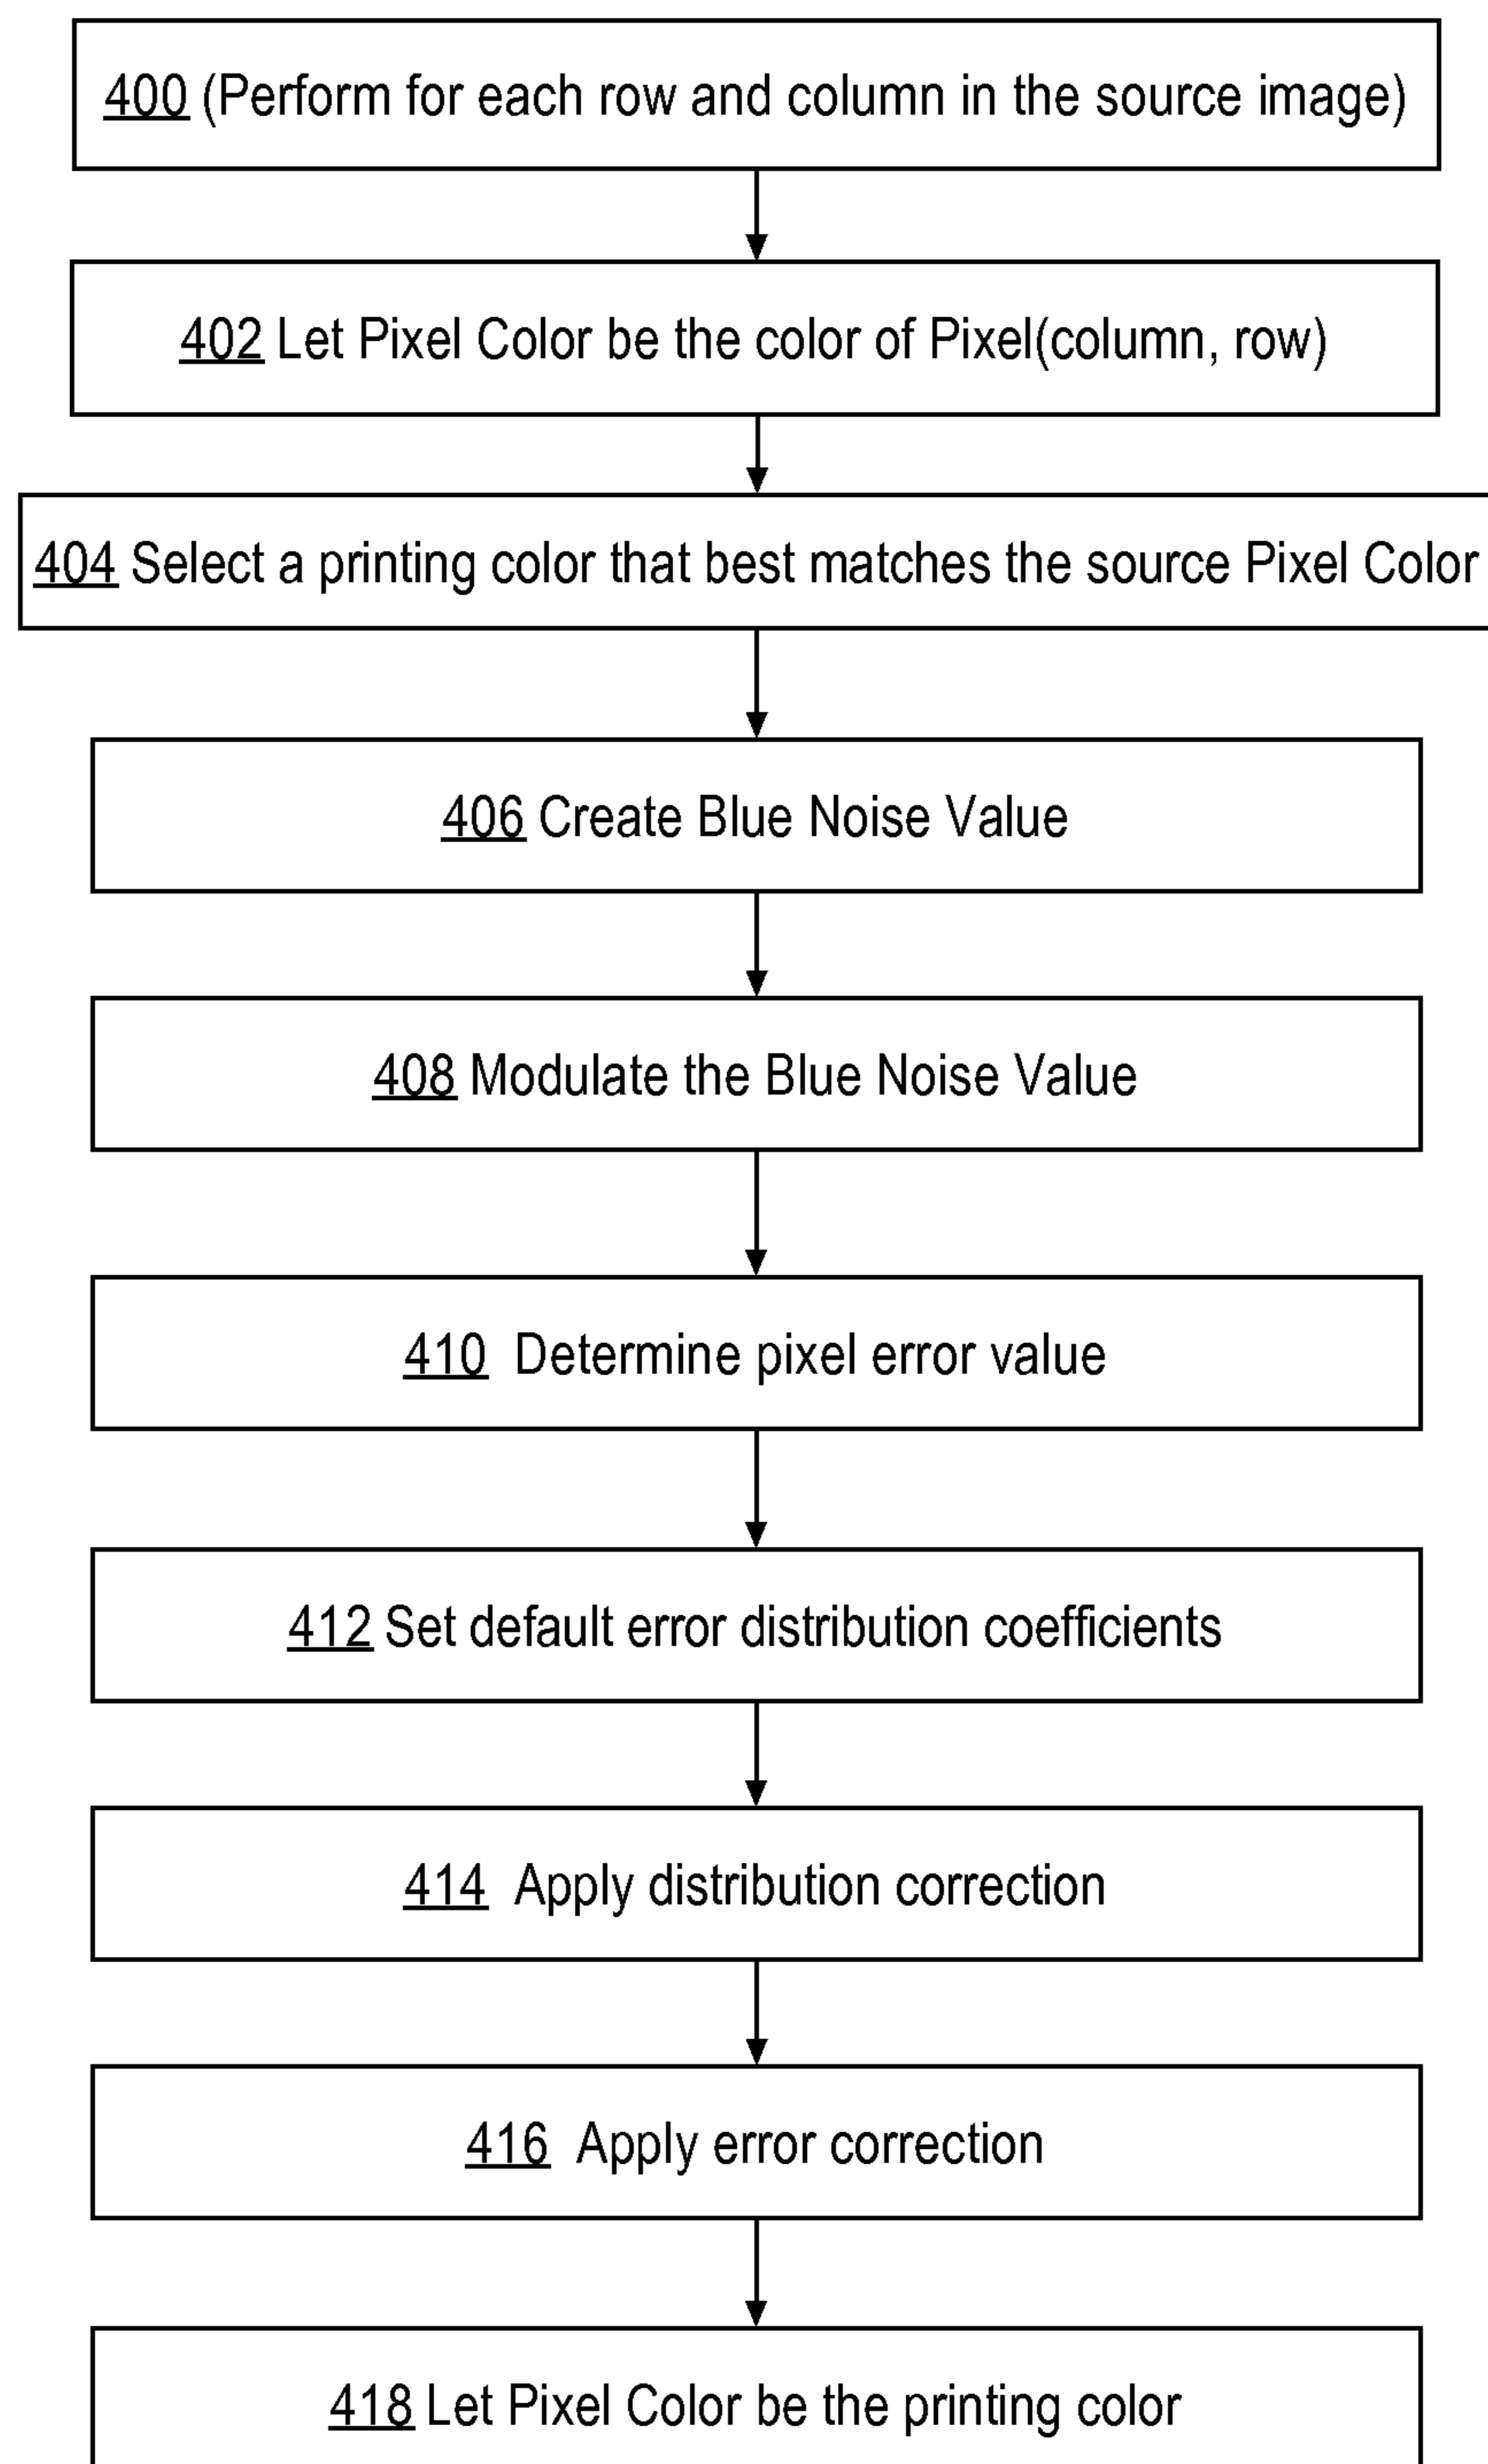 400 (Perform for each row and column in the source image)
402 Let Pixel Color be the color of Pixel(column, row)
404 Select a printing color that best matches the source Pixel Color
406 Create Blue Noise Value
408 Modulate the Blue Noise Value
410 Determine pixel error value
412 Set default error distribution coefficients
414 Apply distribution correction
416 Apply error correction
418 Let Pixel Color be the printing color